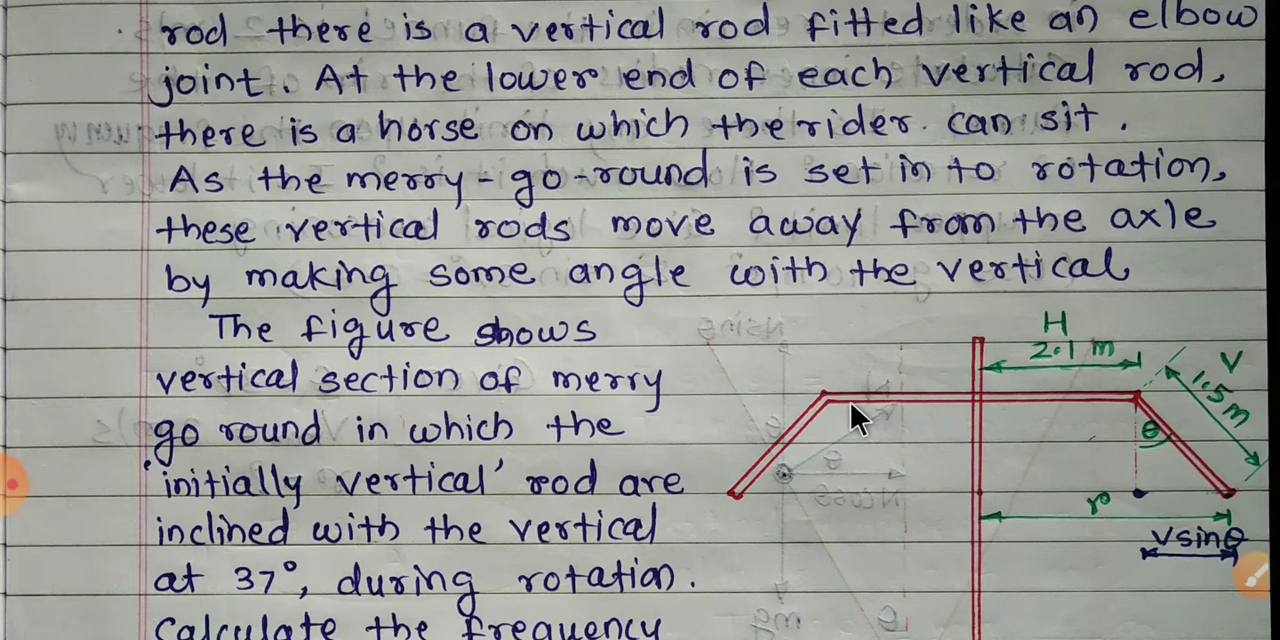 rod there is a vertical rod fitted like an elbow
joint. At the lower end of each vertical rod,
there is a horse on which the rider can sit.
As the merry-go-round is set in to rotation,
these vertical rods move away from the axle
by making some angle with the vertical
The figure shows
vertical section of merry
go round in which the
'initially vertical' rod are
inclined with the vertical
at 37°, during rotation.
Calculate the frequency
H
2.1 m
V
1.5m
θ
r
Vsinθ